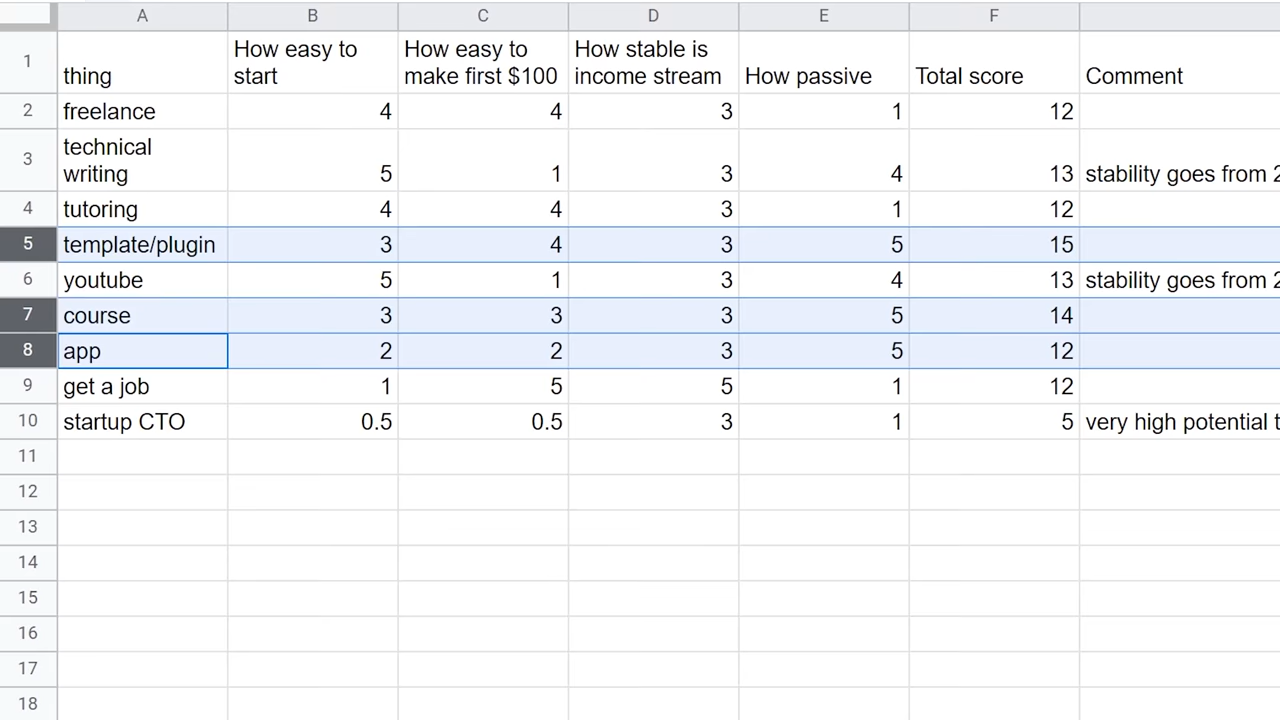 A B C D E F
1 thing How easy to start How easy to make first $100 How stable is income stream How passive Total score Comment
2 freelance 4 4 3 1 12
3 technical writing 5 1 3 4 13 stability goes from 2
4 tutoring 4 4 3 1 12
5 template/plugin 3 4 3 5 15
6 youtube 5 1 3 4 13 stability goes from 2
7 course 3 3 3 5 14
8 app 2 2 3 5 12
9 get a job 1 5 5 1 12
10 startup CTO 0.5 0.5 3 1 5 very high potential t
11
12
13
14
15
16
17
18